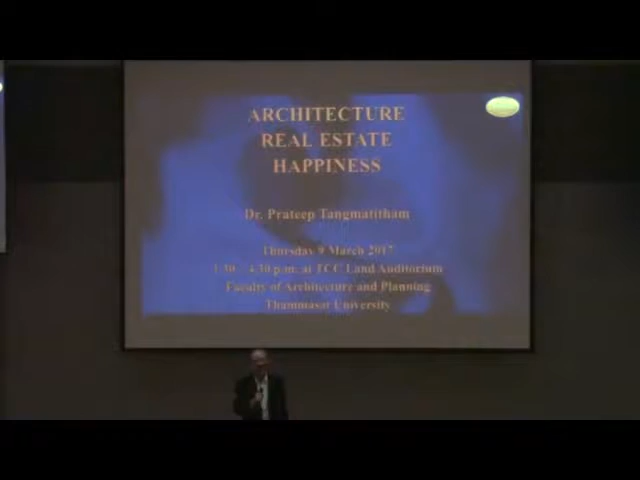 ARCHITECTURE
REAL ESTATE
HAPPINESS
Dr. Prateep Tangmatitham
Thursday 9 March 2017
1.30 - 4.30 p.m. at TCC Land Auditorium
Faculty of Architecture and Planning
Thammasat University